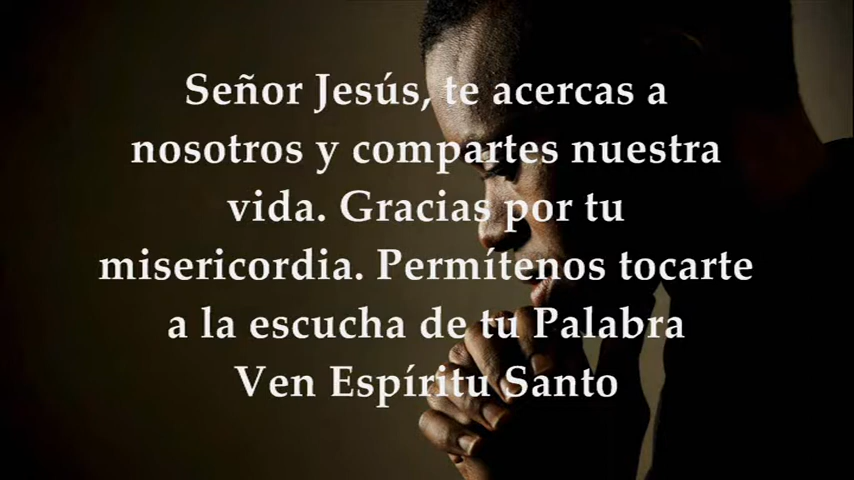 Señor Jesús, te acercas a
nosotros y compartes nuestra
vida. Gracias por tu
misericordia. Permítenos tocarte
a la escucha de tu Palabra
Ven Espíritu Santo